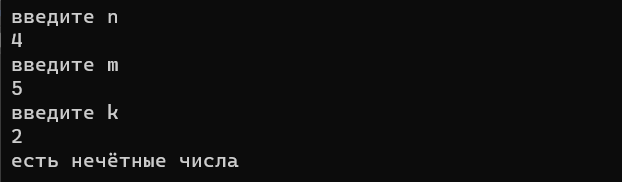 введите n
4
введите m
5
введите k
2
есть нечётные числа